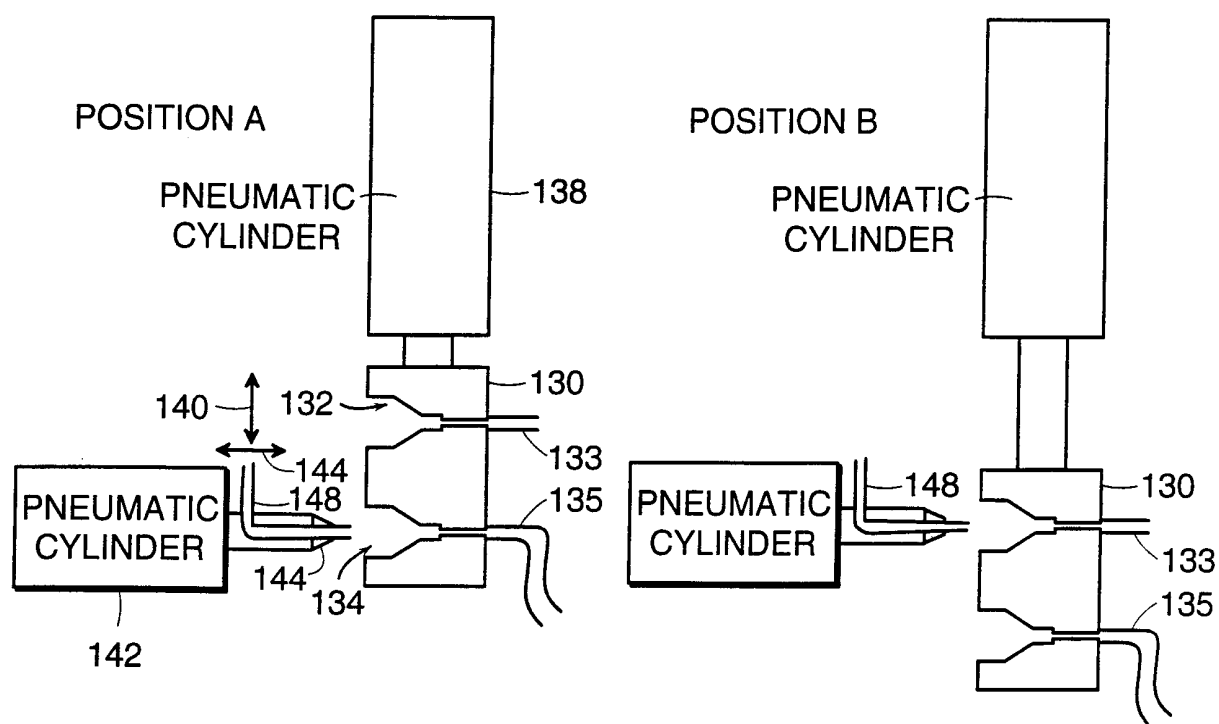 POSITION A
PNEUMATIC
CYLINDER
138
130
132
140
144
133
148
135
PNEUMATIC
CYLINDER
144
134
142
POSITION B
PNEUMATIC
CYLINDER
148
130
PNEUMATIC
CYLINDER
133
135